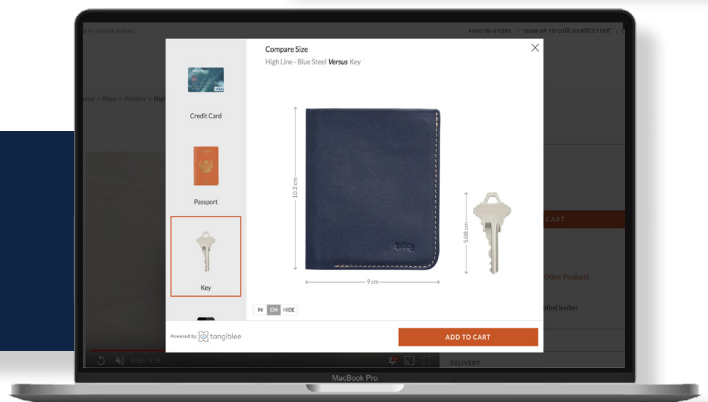 FIND IN STORE | SIGN UP TO OUR NEWSLETTER
Compare Size
High Line - Blue Steel Versus Key
Credit Card
VISA
Passport
Key
10.2 cm
9 cm
5.08 cm
IN CM HIDE
Powered by tangiblee
ADD TO CART
CART
Other Products
leather
DELIVERY
MacBook Pro